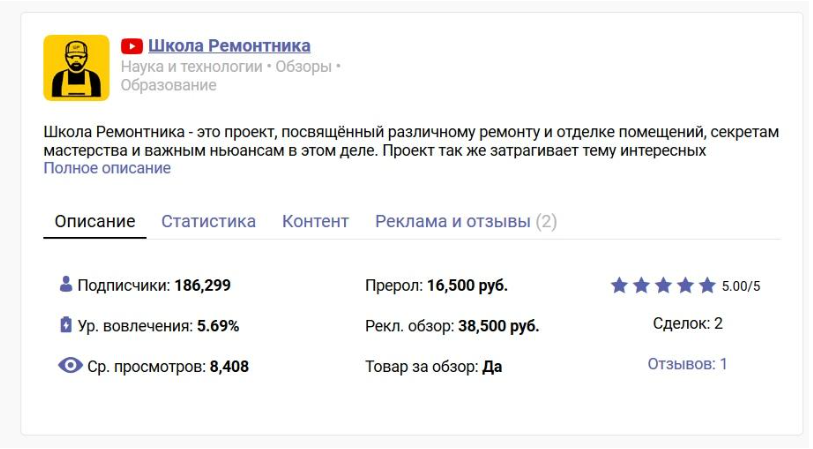 Школа Ремонтника
Наука и технологии • Обзоры •
Образование
Школа Ремонтника - это проект, посвящённый различному ремонту и отделке помещений, секретам
мастерства и важным ньюансам в этом деле. Проект так же затрагивает тему интересных
Полное описание
Описание Статистика Контент Реклама и отзывы (2)
Подписчики: 186,299 Прерол: 16,500 руб. 5.00/5
Ур. вовлечения: 5.69% Рекл. обзор: 38,500 руб. Сделок: 2
Ср. просмотров: 8,408 Товар за обзор: Да Отзывов: 1